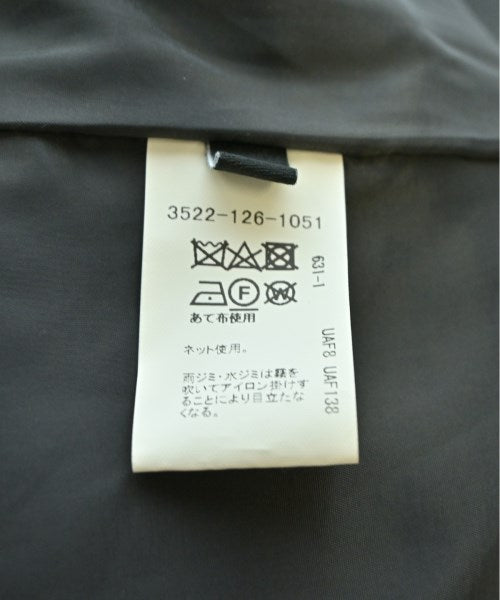 3522-126-1051
F W
あて布使用
ネット使用。
雨ジミ・水ジミは霧を
吹いてアイロン掛けす
ることにより目立たな
くなる。
631-1
UAF8 UAF138